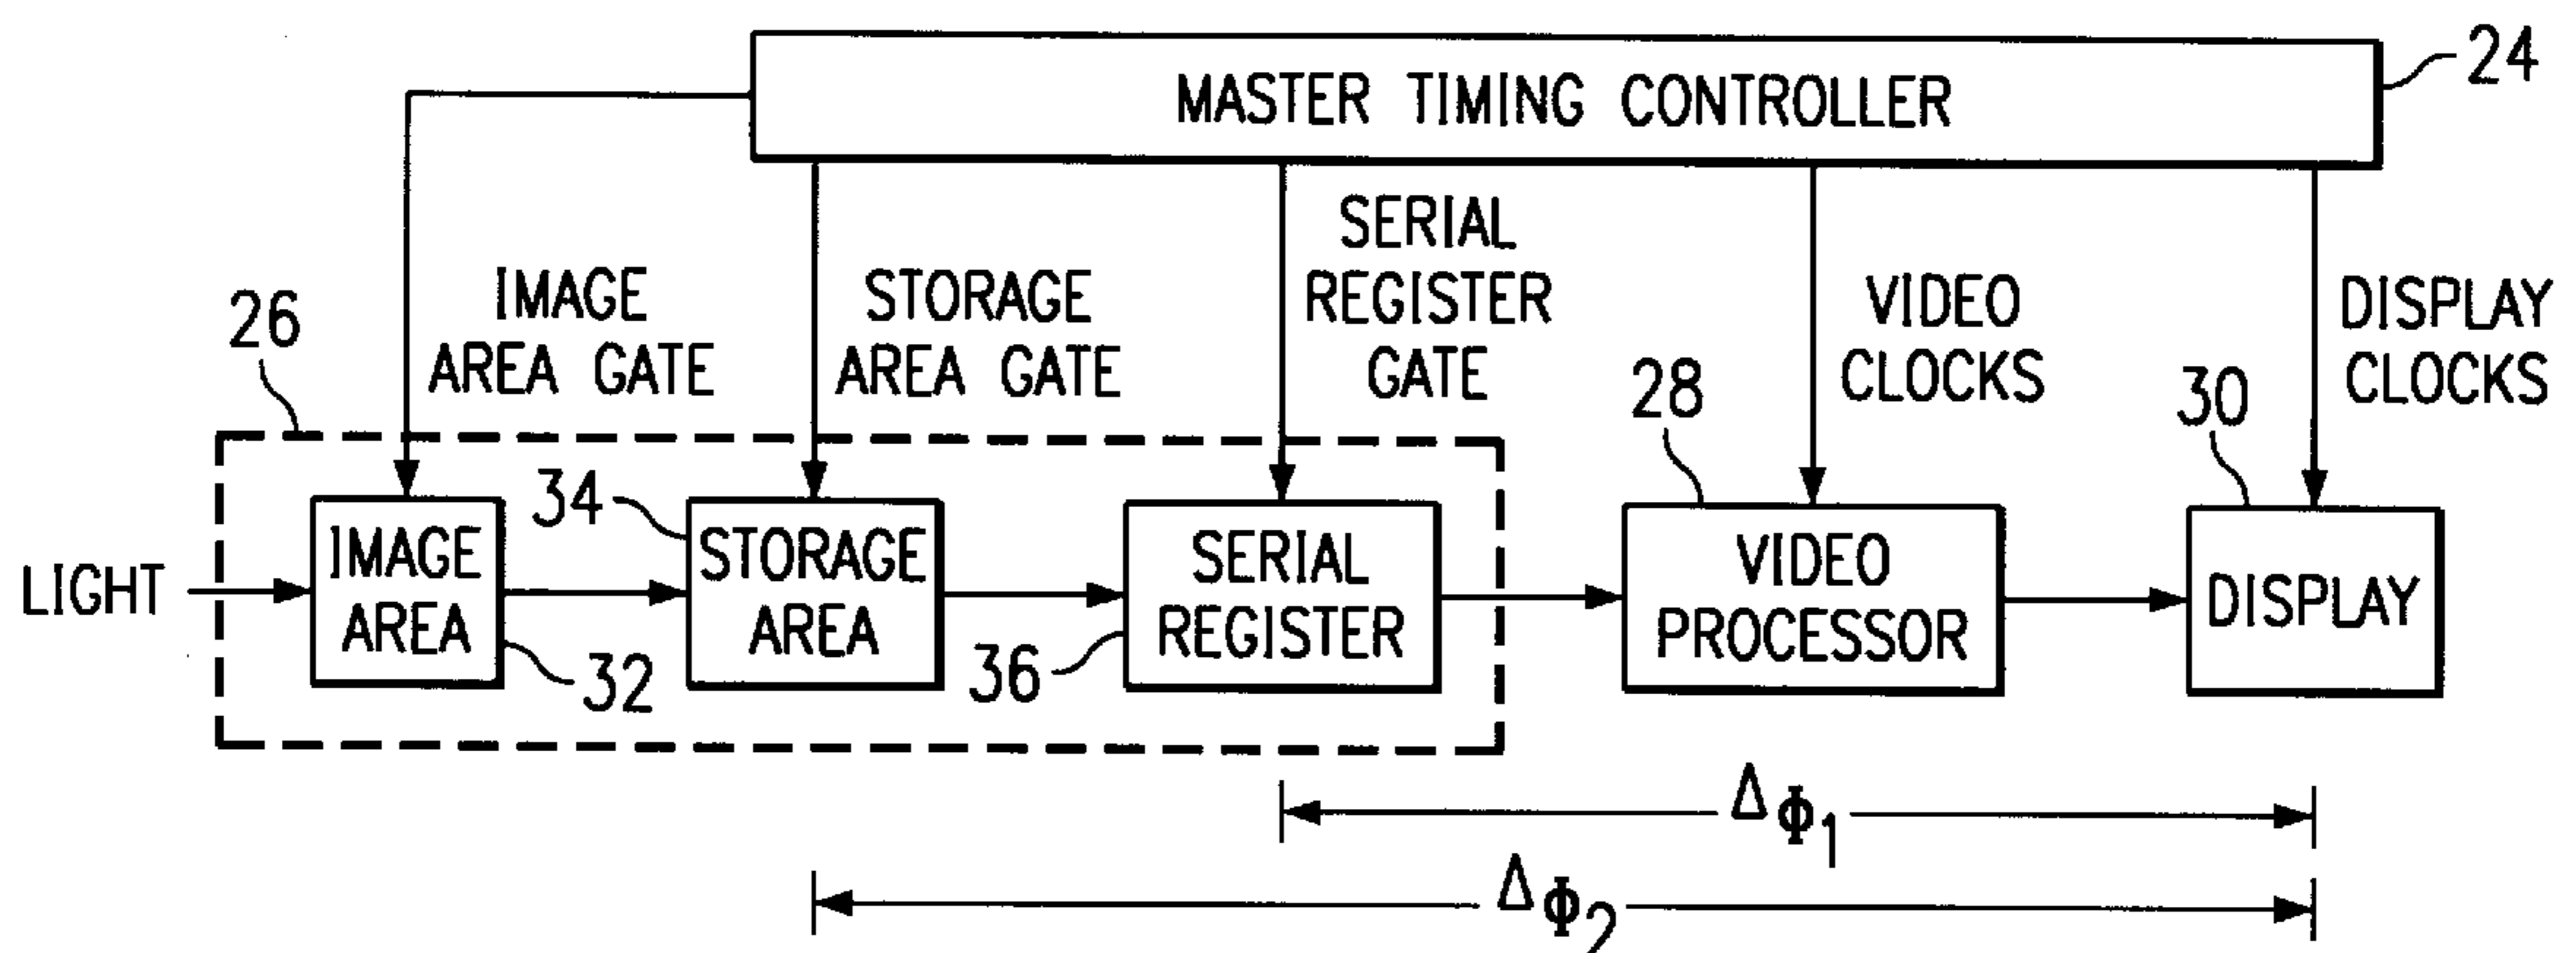 MASTER TIMING CONTROLLER
24
IMAGE
AREA GATE
STORAGE
AREA GATE
SERIAL
REGISTER
GATE
VIDEO
CLOCKS
DISPLAY
CLOCKS
26
28
30
LIGHT
IMAGE
AREA
32
34
STORAGE
AREA
36
SERIAL
REGISTER
VIDEO
PROCESSOR
DISPLAY
ΔΦ1
ΔΦ2